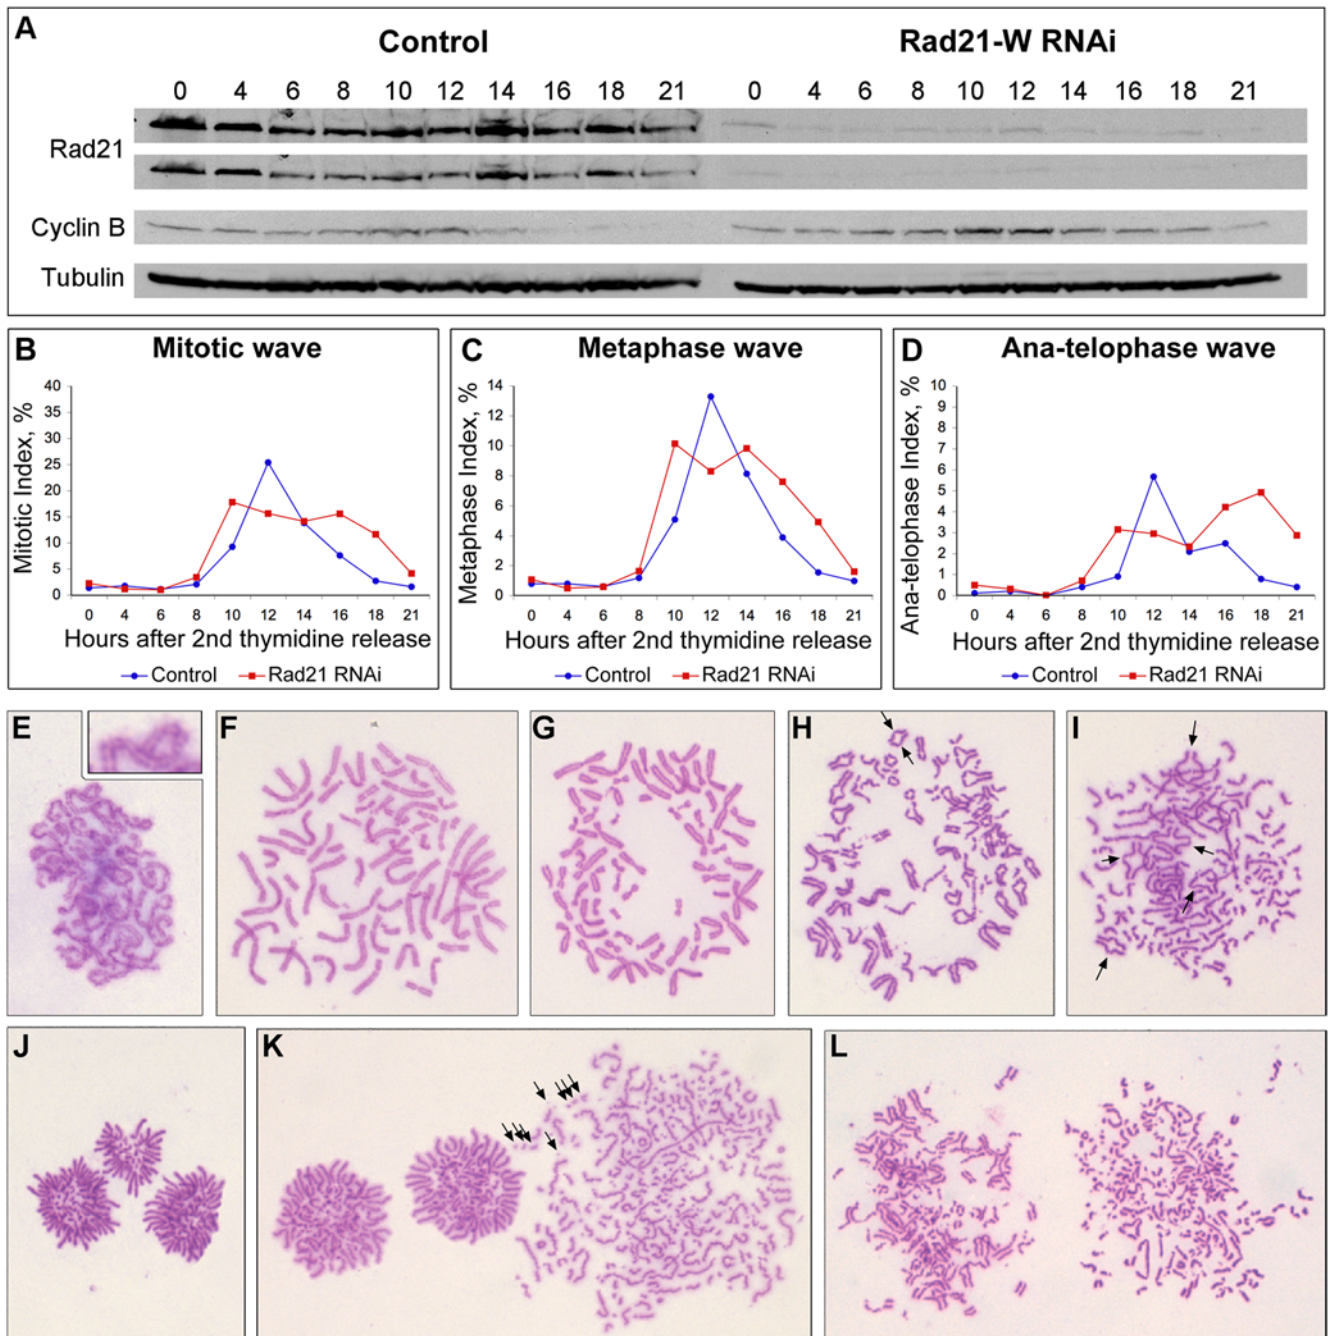 A
Control
Rad21-W RNAi
0 4 6 8 10 12 14 16 18 21
0 4 6 8 10 12 14 16 18 21
Rad21
Cyclin B
Tubulin
B
Mitotic wave
Mitotic Index, %
40
35
30
25
20
15
10
5
0
0 4 6 8 10 12 14 16 18 21
Hours after 2nd thymidine release
Control Rad21 RNAi
C
Metaphase wave
Metaphase Index, %
14
12
10
8
6
4
2
0
0 4 6 8 10 12 14 16 18 21
Hours after 2nd thymidine release
Control Rad21 RNAi
D
Ana-telophase wave
Ana-telophase Index, %
10
9
8
7
6
5
4
3
2
1
0
0 4 6 8 10 12 14 16 18 21
Hours after 2nd thymidine release
Control Rad21 RNAi
E
F
G
H
I
J
K
L